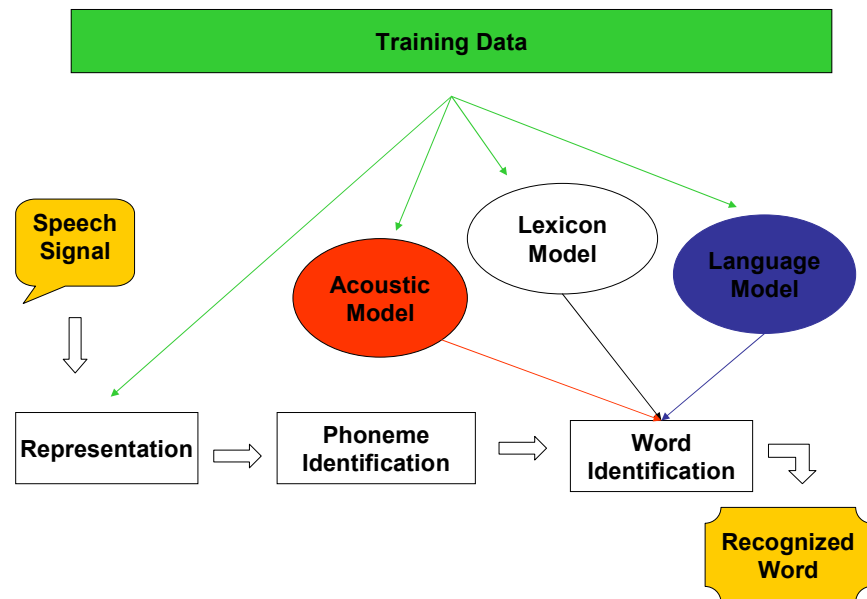 Training Data
Speech
Signal
Lexicon
Model
Language
Model
Acoustic
Model
Representation
Phoneme
Identification
Word
Identification
Recognized
Word